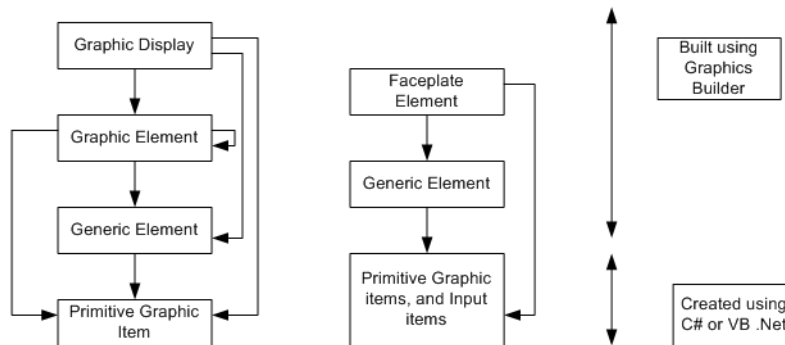 Graphic Display
Graphic Element
Generic Element
Primitive Graphic
Item
Faceplate
Element
Generic Element
Primitive Graphic
items, and Input
items
Built using
Graphics
Builder
Created using
C# or VB .Net